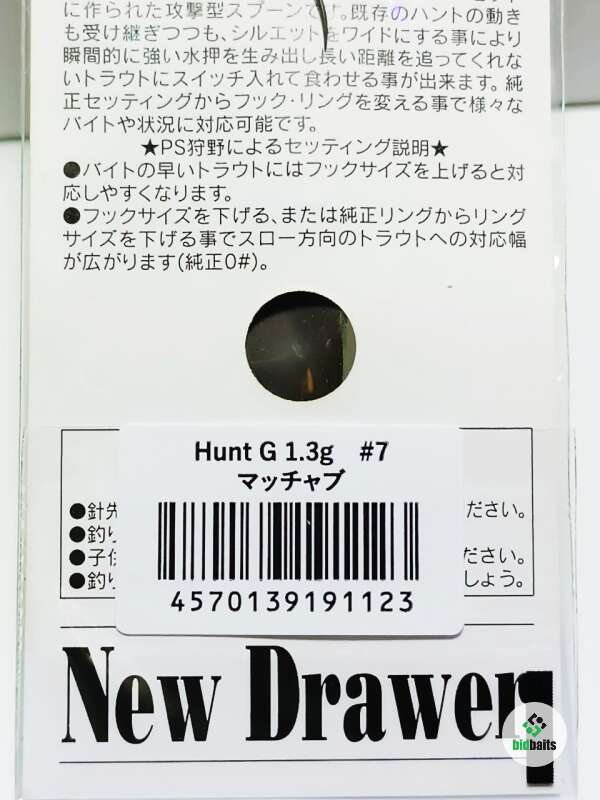 に作られた攻撃型スプーンです。既存のハントの動き
も受け継ぎつつも、シルエットをワイドにする事により
瞬間的に強い水押を生み出し長い距離を追ってくれな
いトラウトにスイッチ入れて食わせる事が出来ます。純
正セッティングからフック・リングを変える事で様々な
バイトや状況に対応可能です。
★PS狩野によるセッティング説明★
●バイトの早いトラウトにはフックサイズを上げると対
応しやすくなります。
●フックサイズを下げる、または純正リングからリング
サイズを下げる事でスロー方向のトラウトへの対応幅
が広がります(純正0#)。
Hunt G 1.3g #7
マッチャブ
●針先 ださい。
●釣り
●子供 ださい。
●釣り しょう。
4570139191123
New Drawer
bidbaits